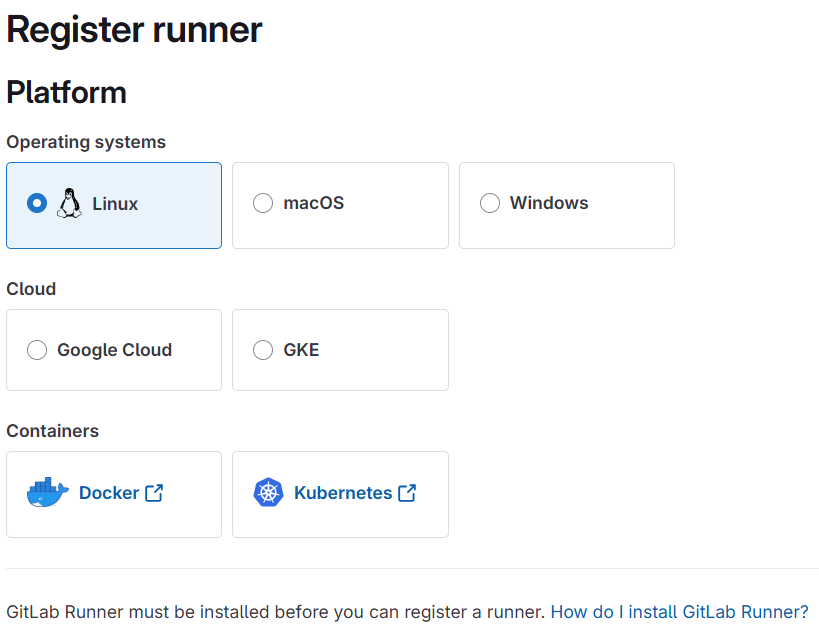 Register runner
Platform
Operating systems
Linux
macOS
Windows
Cloud
Google Cloud
GKE
Containers
Docker
Kubernetes
GitLab Runner must be installed before you can register a runner. How do I install GitLab Runner?